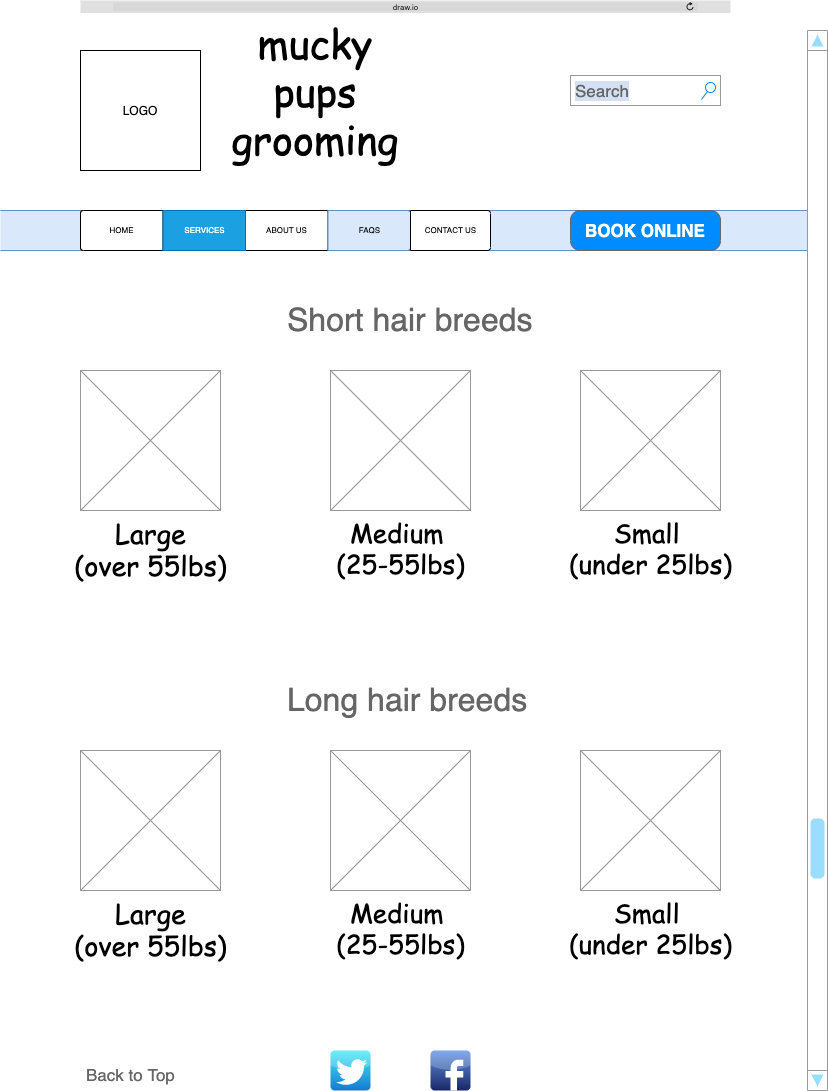 draw.io
mucky
pups
grooming
LOGO
Search
HOME
SERVICES
ABOUT US
FAQS
CONTACT US
BOOK ONLINE
Short hair breeds
Large
(over 55lbs)
Medium
(25-55lbs)
Small
(under 25lbs)
Long hair breeds
Large
(over 55lbs)
Medium
(25-55lbs)
Small
(under 25lbs)
Back to Top